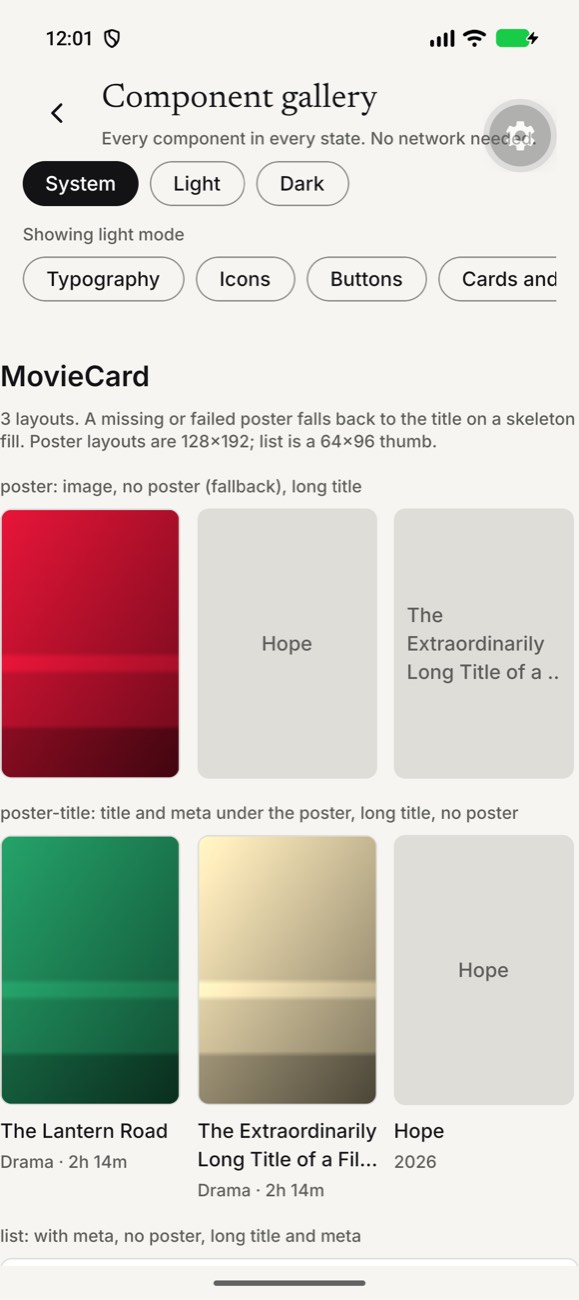 12:01
Component gallery
Every component in every state. No network needed.
System
Light
Dark
Showing light mode
Typography
Icons
Buttons
Cards and
MovieCard
3 layouts. A missing or failed poster falls back to the title on a skeleton
fill. Poster layouts are 128×192; list is a 64×96 thumb.
poster: image, no poster (fallback), long title
Hope
The
Extraordinarily
Long Title of a ..
poster-title: title and meta under the poster, long title, no poster
Hope
The Lantern Road
Drama · 2h 14m
The Extraordinarily
Long Title of a Fil...
Drama · 2h 14m
Hope
2026
list: with meta, no poster, long title and meta